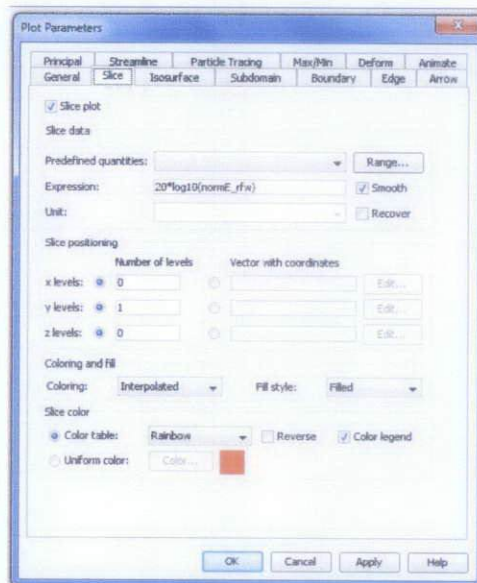 Plot Parameters
Principal Streamline Particle Tracing Max/Min Deform Animate
General Slice Isosurface Subdomain Boundary Edge Arrow
Slice plot
Slice data
Predefined quantities: Range...
Expression: 20*log10(normE_rfw) Smooth
Unit: Recover
Slice positioning
Number of levels Vector with coordinates
x levels: 0 Edit...
y levels: 1 Edit...
z levels: 0 Edit...
Coloring and fill
Coloring: Interpolated Fill style: Filled
Slice color
Color table: Rainbow Reverse Color legend
Uniform color: Color...
OK Cancel Apply Help